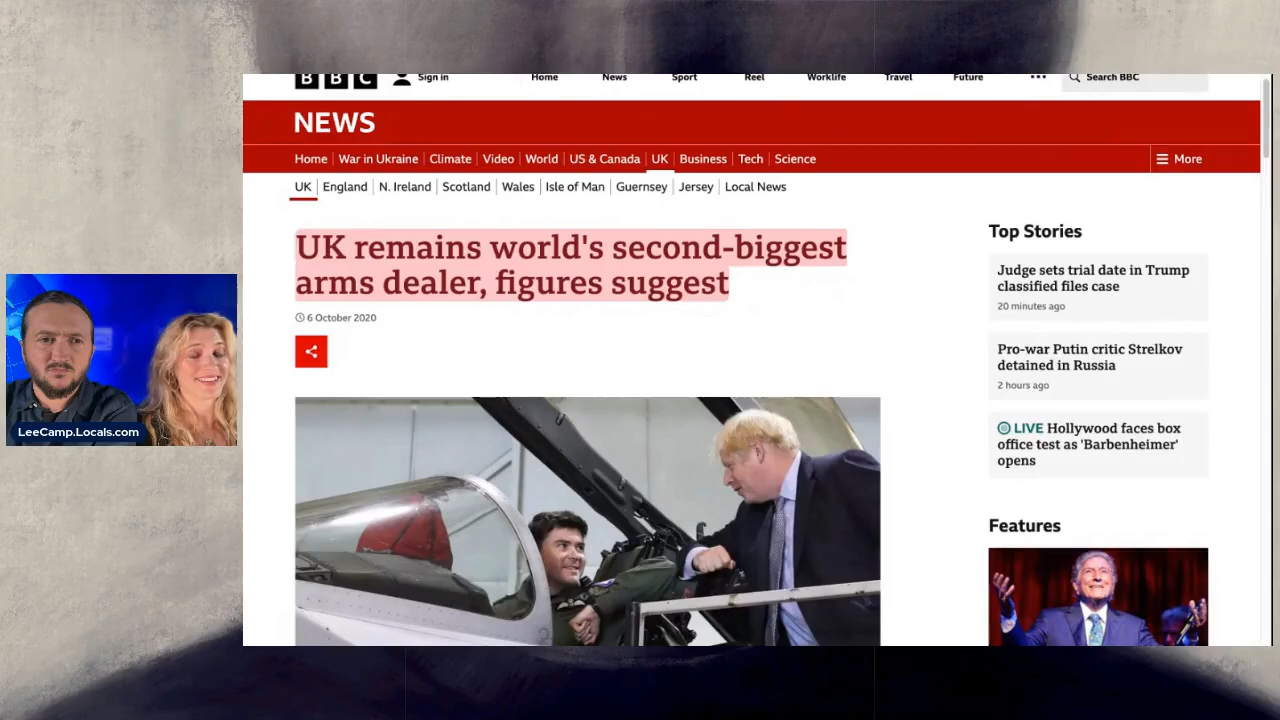 BBC
Sign in
Home
News
Sport
Reel
Worklife
Travel
Future
Search BBC
NEWS
Home
War in Ukraine
Climate
Video
World
US & Canada
UK
Business
Tech
Science
More
UK
England
N. Ireland
Scotland
Wales
Isle of Man
Guernsey
Jersey
Local News
UK remains world's second-biggest
arms dealer, figures suggest
6 October 2020
Top Stories
Judge sets trial date in Trump
classified files case
20 minutes ago
Pro-war Putin critic Strelkov
detained in Russia
2 hours ago
LIVE Hollywood faces box
office test as 'Barbenheimer'
opens
Features
LeeCamp.Locals.com